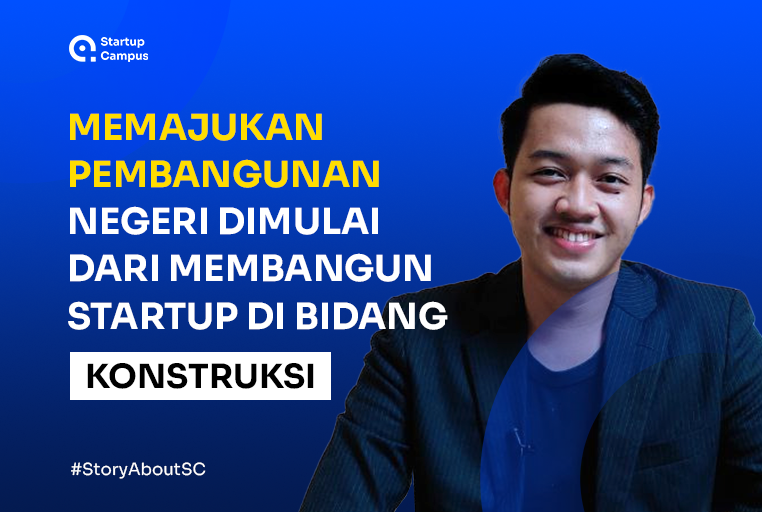 Startup
Campus
MEMAJUKAN
PEMBANGUNAN
NEGERI DIMULAI
DARI MEMBANGUN
STARTUP DI BIDANG
KONSTRUKSI
#StoryAboutSC